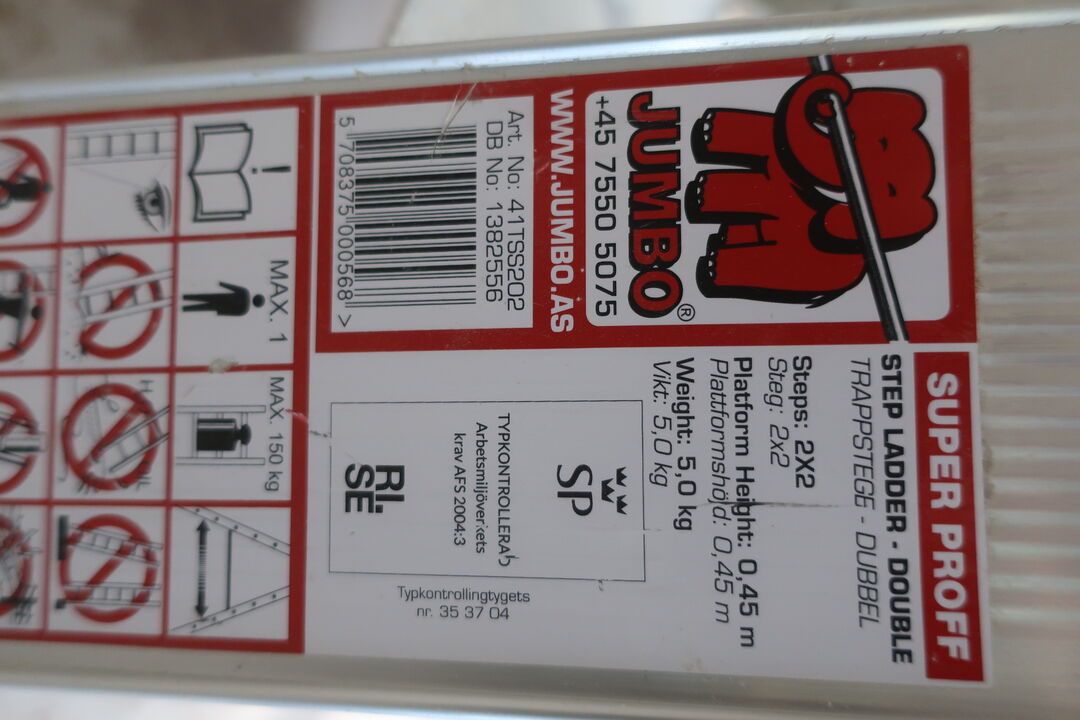 SUPER PROFF
STEP LADDER - DOUBLE
TRAPPSTEGE - DUBBEL
Steps: 2X2
Steg: 2x2
Platform Height: 0,45 m
Plattformshöjd: 0,45 m
Weight: 5,0 kg
Vikt: 5,0 kg
JUMBO®
+45 7550 5075
WWW.JUMBO.AS
Art. No: 41TSS2202
DB No: 1382556
5 708375 000568 >
SP
TYPKONTROLLERAD
Arbetsmiljöverkets
krav AFS 2004:3
RI.
SE
Typkontrollingtygets
nr. 35 37 04
!
MAX. 1
MAX. 150 kg